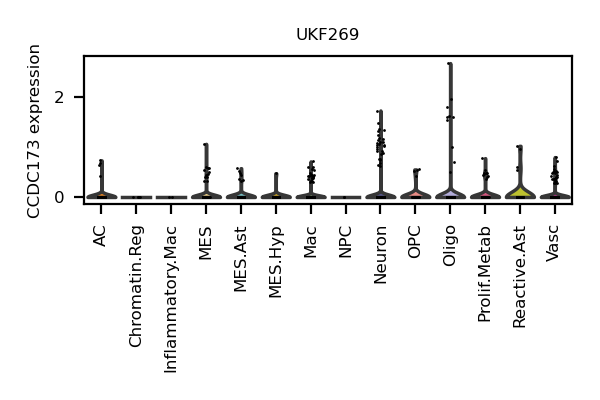 UKF269
CCDC173 expression
2
0
AC
Chromatin.Reg
Inflammatory.Mac
MES
MES.Ast
MES.Hyp
Mac
NPC
Neuron
OPC
Oligo
Prolif.Metab
Reactive.Ast
Vasc